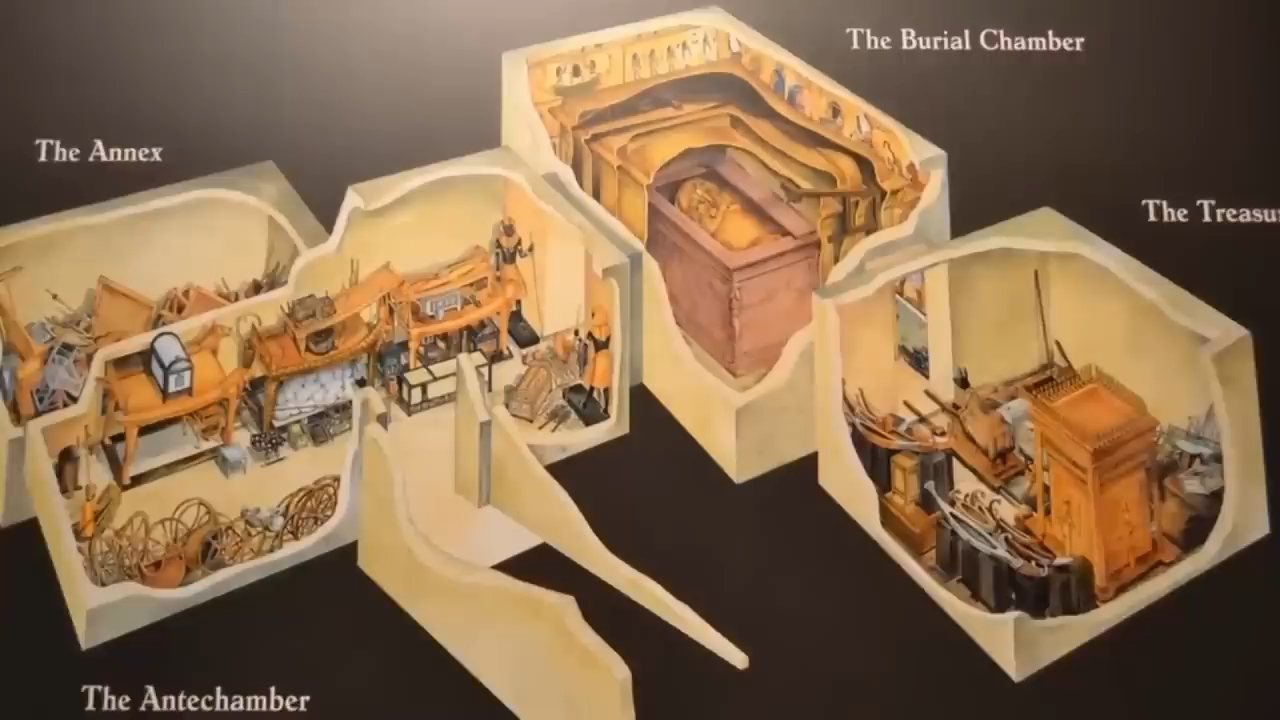 The Burial Chamber
The Annex
The Treasu
The Antechamber